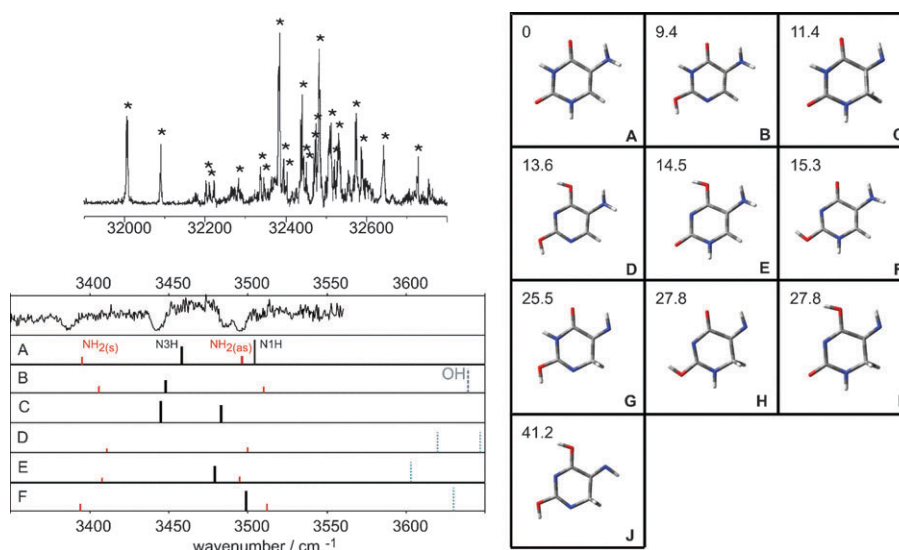 * * * * * * * * * * * * * * * * * * * * *
32000 32200 32400 32600
3400 3450 3500 3600
A NH2(s) N3H NH2(as) N1H
B OH
C
D
E
F
3400 3450 3500 3600
wavenumber / cm -1
0 A
9.4 B
11.4 C
13.6 D
14.5 E
15.3 F
25.5 G
27.8 H
27.8 I
41.2 J